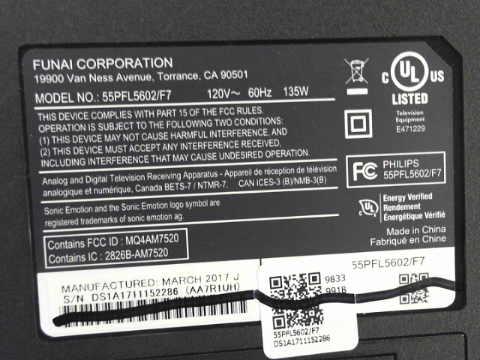 FUNAI CORPORATION
19900 Van Ness Avenue, Torrance, CA 90501
MODEL NO.: 55PFL5602/F7 120V~ 60Hz 135W
THIS DEVICE COMPLIES WITH PART 15 OF THE FCC RULES.
OPERATION IS SUBJECT TO THE FOLLOWING TWO CONDITIONS:
(1) THIS DEVICE MAY NOT CAUSE HARMFUL INTERFERENCE, AND
(2) THIS DEVICE MUST ACCEPT ANY INTERFERENCE RECEIVED,
INCLUDING INTERFERENCE THAT MAY CAUSE UNDESIRED OPERATION.
Analog and Digital Television Receiving Apparatus - Appareil de réception de télévision
analogique et numérique, Canada BETS-7 / NTMR-7. CAN ICES-3 (B)/NMB-3(B)
Sonic Emotion and the Sonic Emotion logo symbol are
registered trademarks of sonic emotion ag.
Contains FCC ID : MQ4AM7520
Contains IC : 2826B-AM7520
C UL US
LISTED
Television
Equipment
E471229
FC PHILIPS
55PFL5602/F7
UL Energy Verified
Rendement
Énergétique Vérifié
Made in China
Fabriqué en Chine
MANUFACTURED: MARCH 2017 J
S/N DS1A1711152286 (AA7R1UH)
9833
9918
55PFL5602/F7
DS1A1711152286
55PFL5602/F7